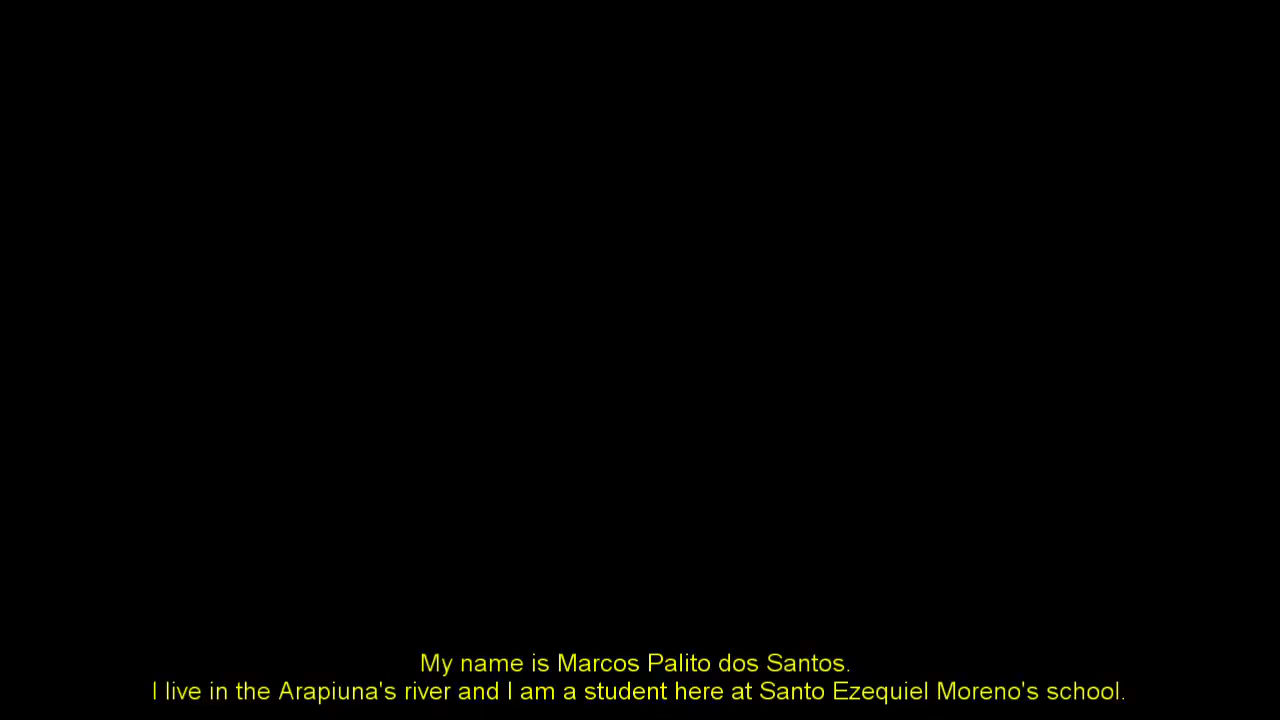 My name is Marcos Palito dos Santos.
I live in the Arapiuna's river and I am a student here at Santo Ezequiel Moreno's school.